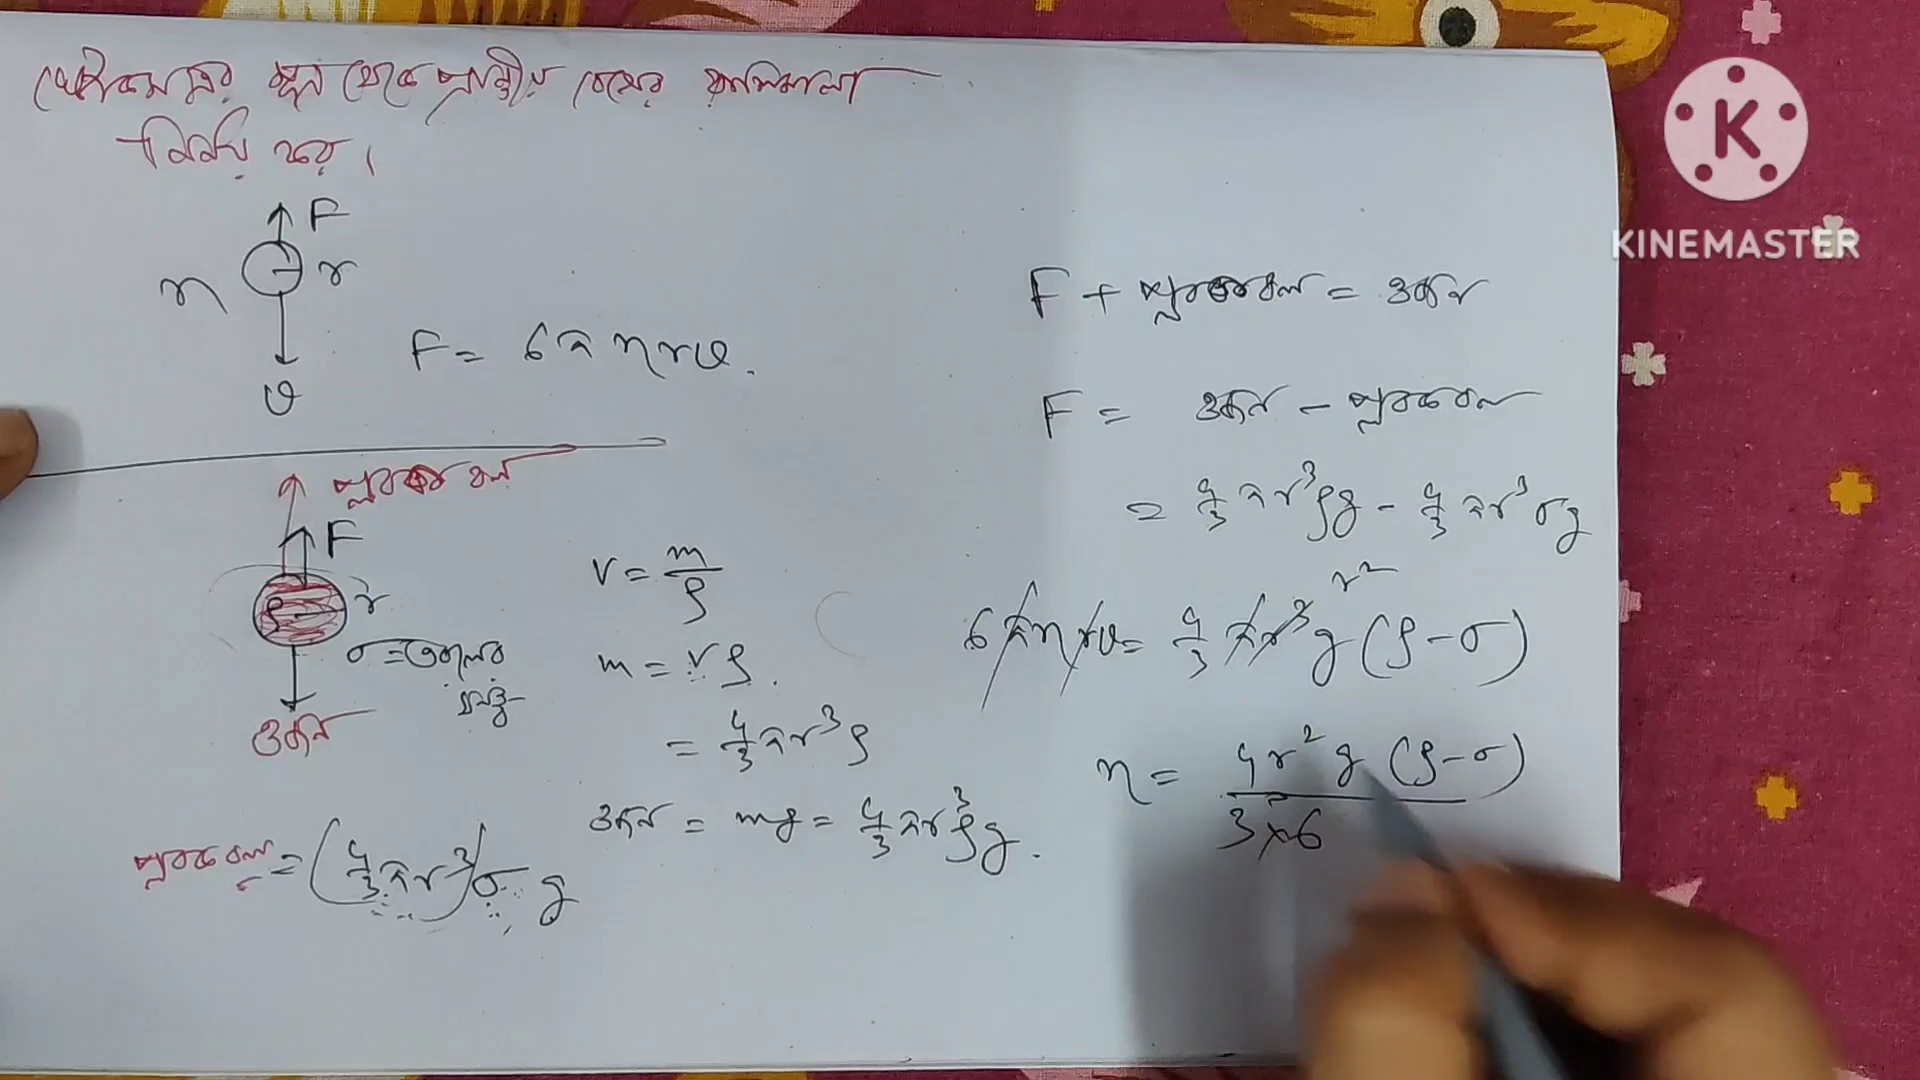 স্টোকসের সূত্র থেকে প্রান্তীয় বেগের রাশিমালা
নির্ণয় কর।
F
η r
F = 6πηrv.
v
প্লবতা বল
F
ρ r
σ = তরলের
ঘনত্ব
ওজন
প্লবতা বল = (4/3 πr³) σ g
V = m/ρ
m = Vρ.
= 4/3 πr³ρ
ওজন = mg = 4/3 πr³ρg.
F + প্লবতা বল = ওজন
F = ওজন – প্লবতা বল
= 4/3 πr³ρg – 4/3 πr³σg
r²
6πηrv = 4/3 πr³g(ρ–σ)
η = 4r²g(ρ–σ) / 3×6
K
KINEMASTER